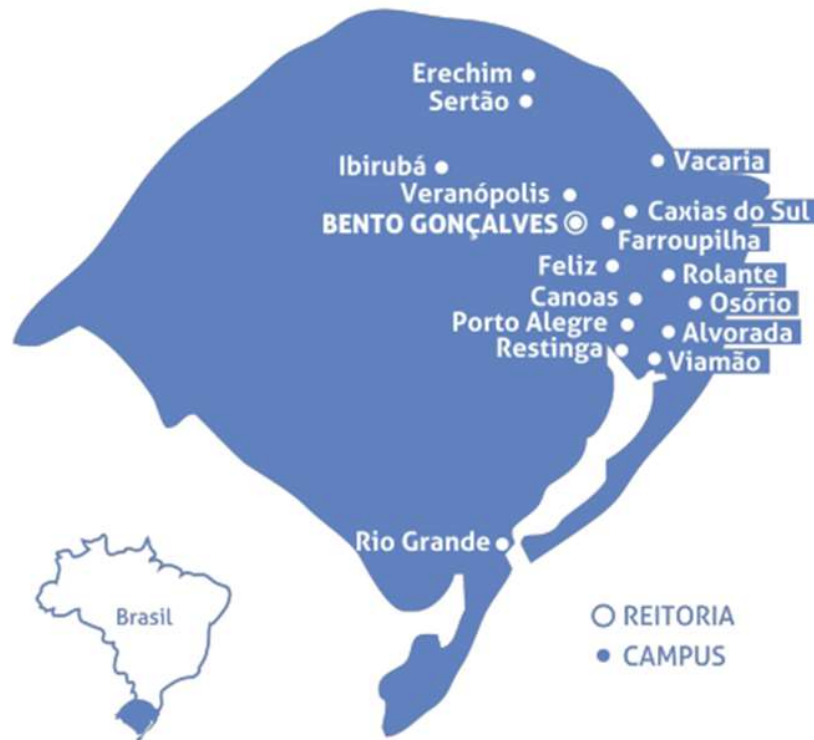 Erechim
Sertão
Vacaria
Ibirubá
Veranópolis
Caxias do Sul
BENTO GONÇALVES
Farroupilha
Feliz
Rolante
Canoas
Osório
Porto Alegre
Alvorada
Restinga
Viamão
Rio Grande
Brasil
REITORIA
CAMPUS